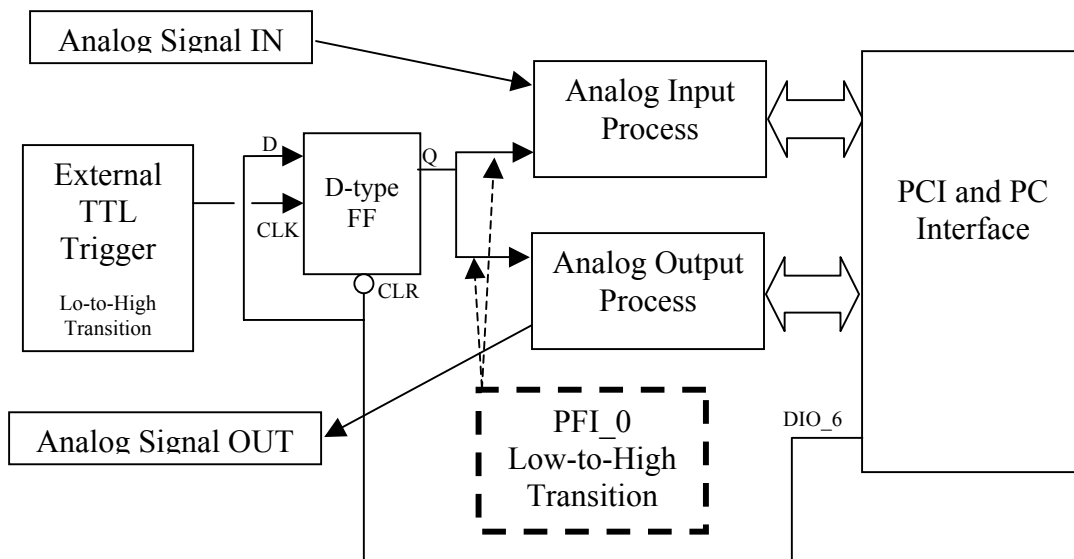 Analog Signal IN
Analog Input
Process
PCI and PC
Interface
External
TTL
Trigger
Lo-to-High
Transition
D
CLK
D-type
FF
Q
CLR
Analog Output
Process
Analog Signal OUT
PFI_0
Low-to-High
Transition
DIO_6